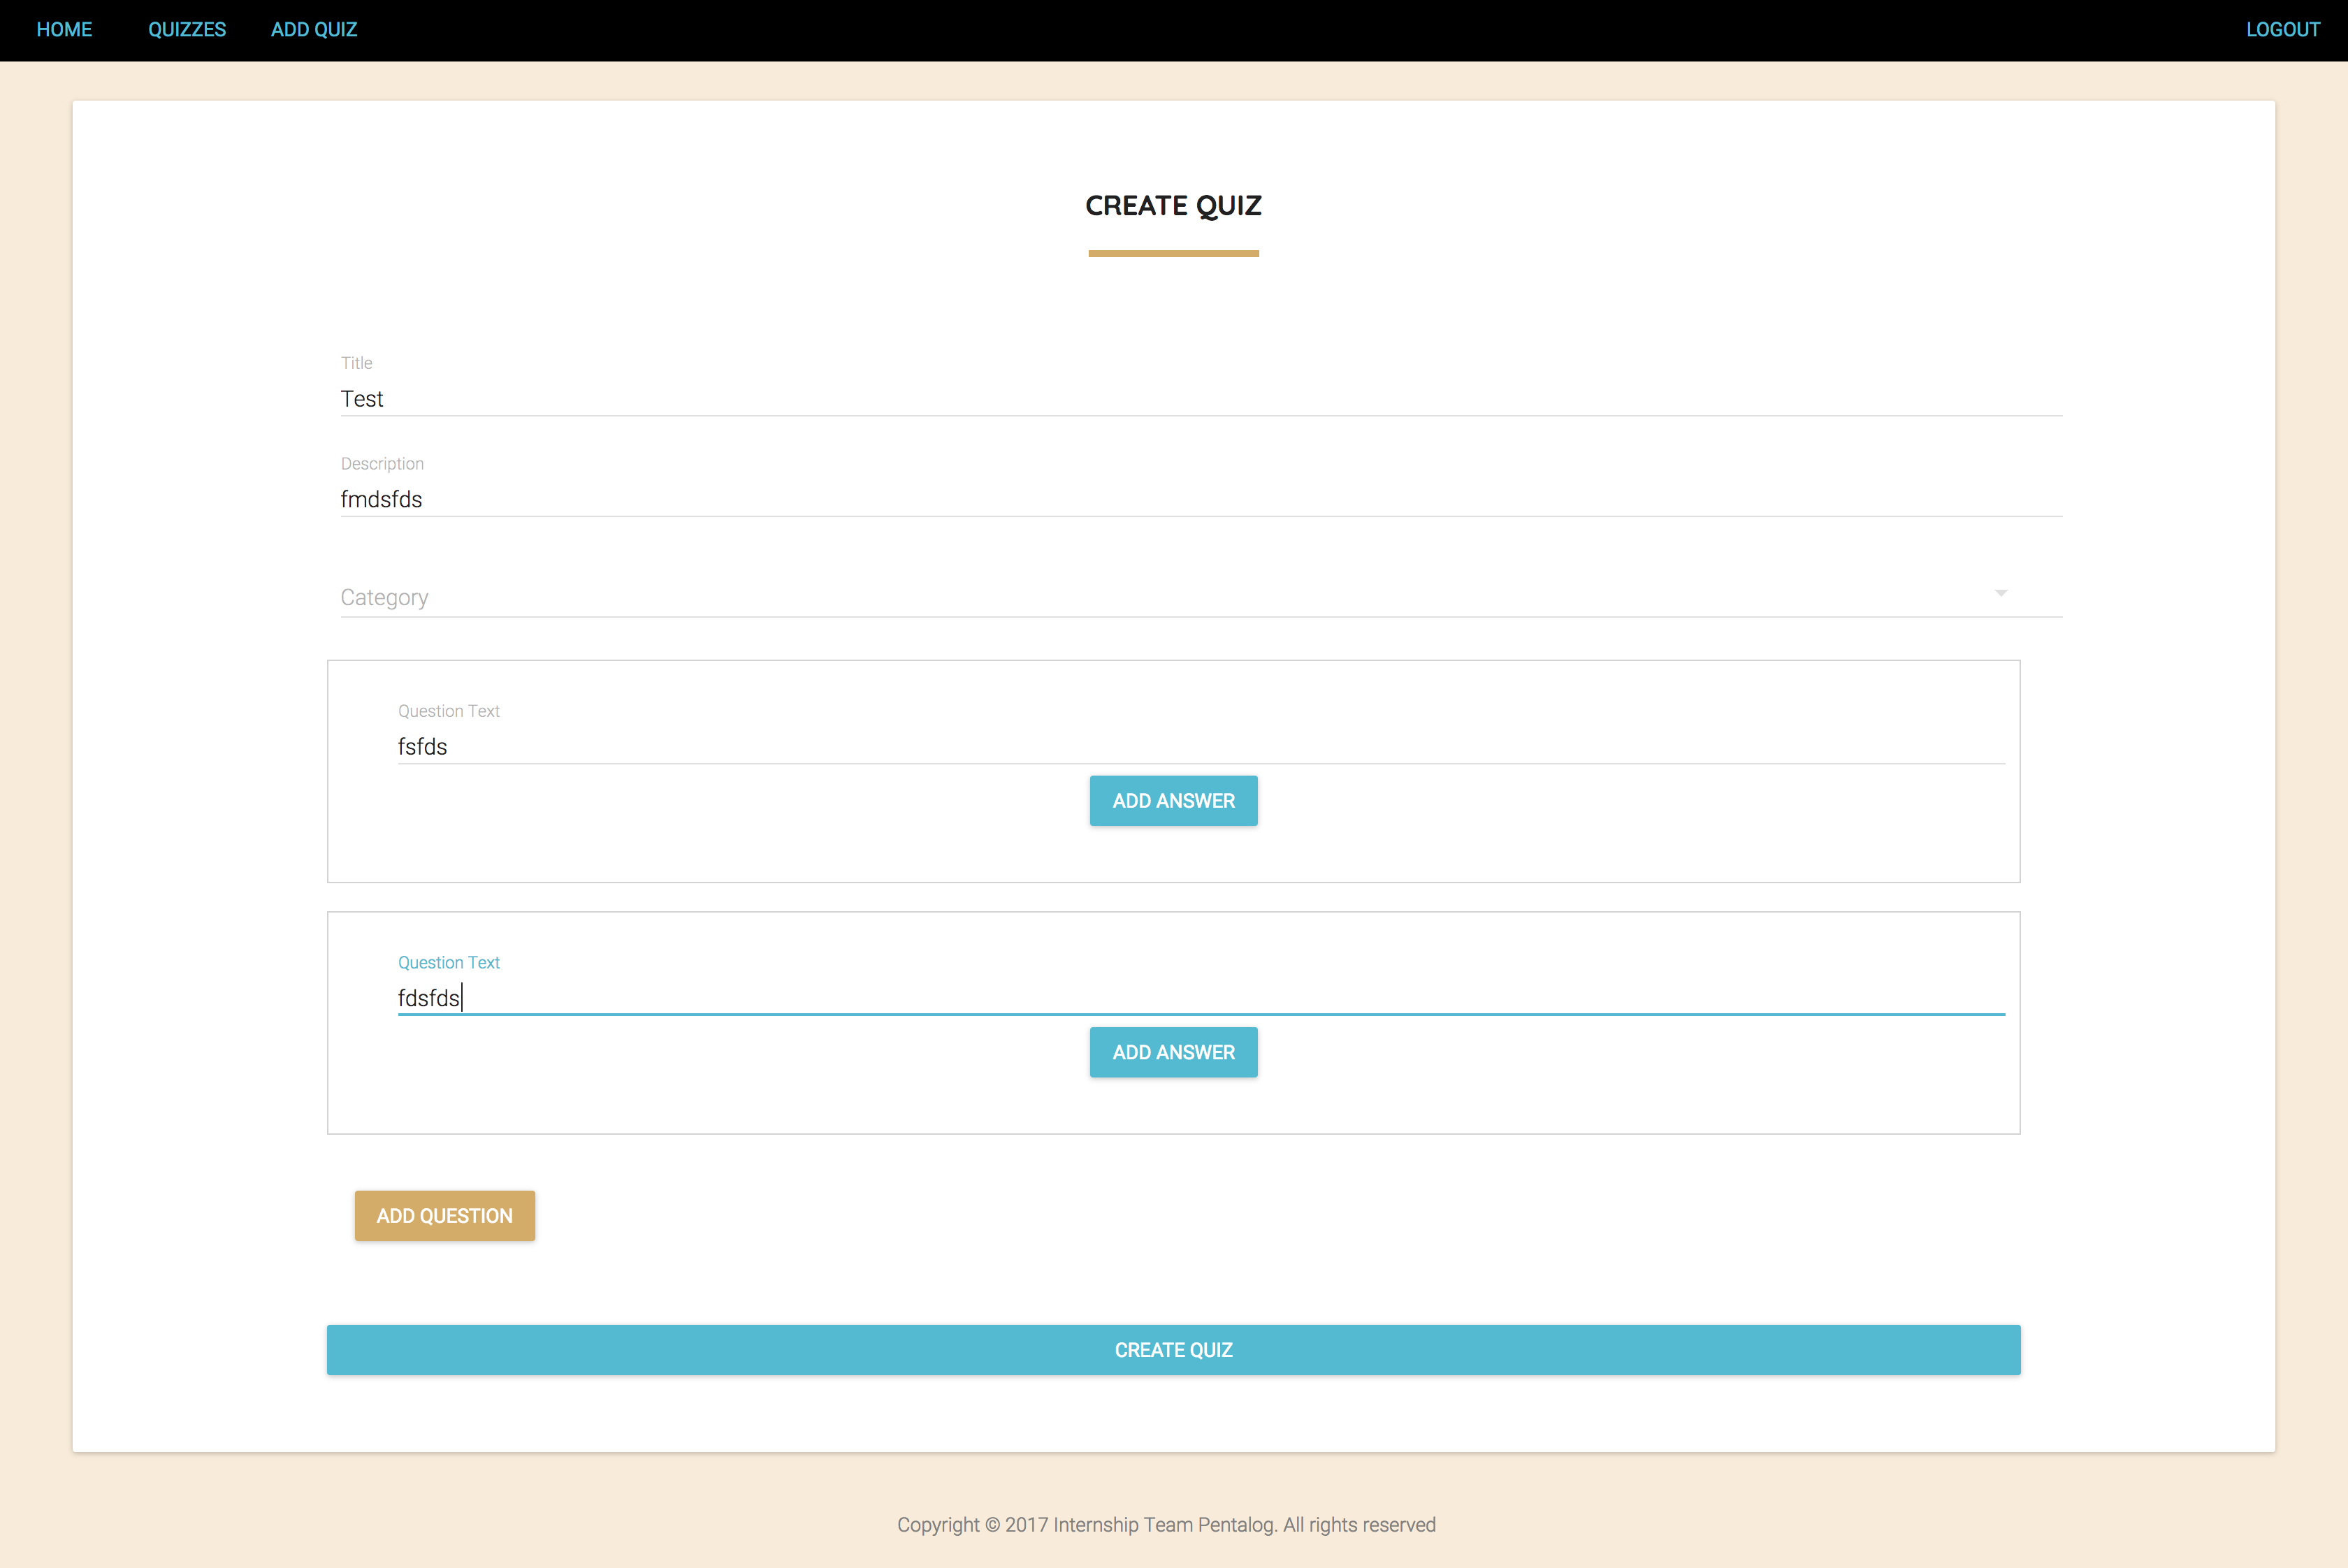 HOME QUIZZES ADD QUIZ LOGOUT
CREATE QUIZ
Title
Test
Description
fmdsfds
Category
Question Text
fsfds
ADD ANSWER
Question Text
fdsfds
ADD ANSWER
ADD QUESTION
CREATE QUIZ
Copyright © 2017 Internship Team Pentalog. All rights reserved